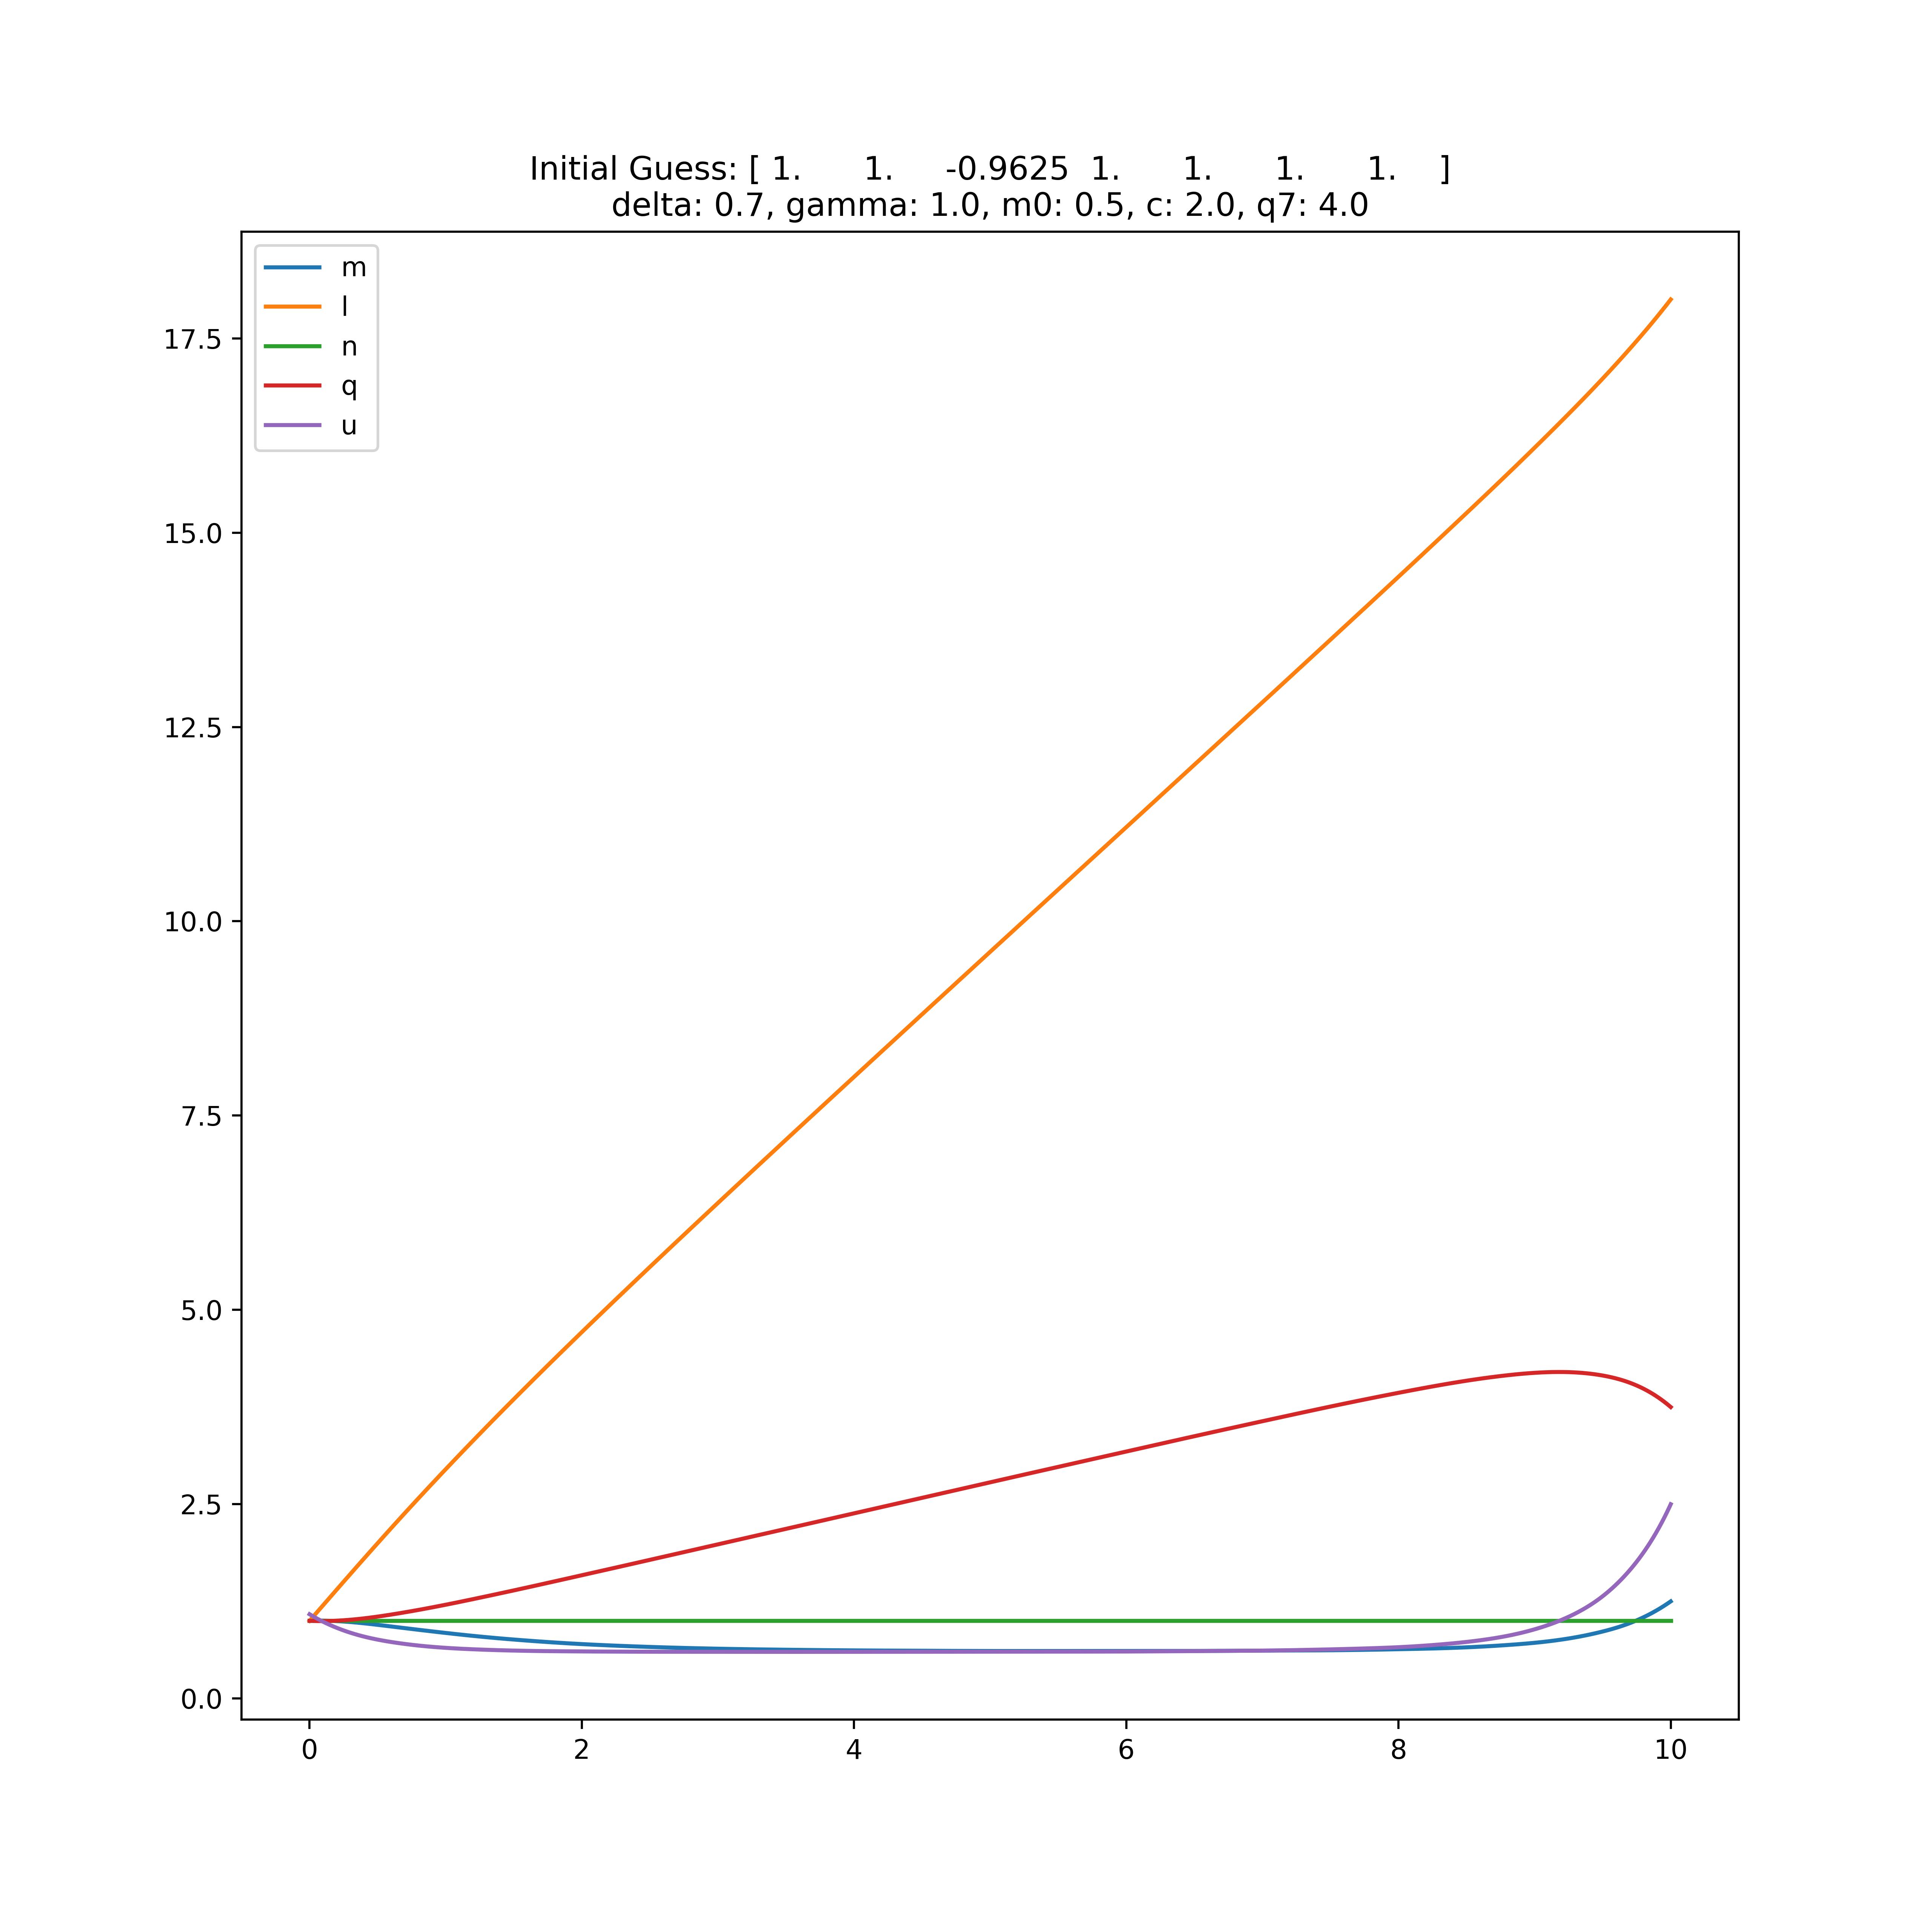 Initial Guess: [ 1. 1. -0.9625 1. 1. 1. 1. ]
delta: 0.7, gamma: 1.0, m0: 0.5, c: 2.0, q7: 4.0
m
l
n
q
u
17.5
15.0
12.5
10.0
7.5
5.0
2.5
0.0
0 2 4 6 8 10